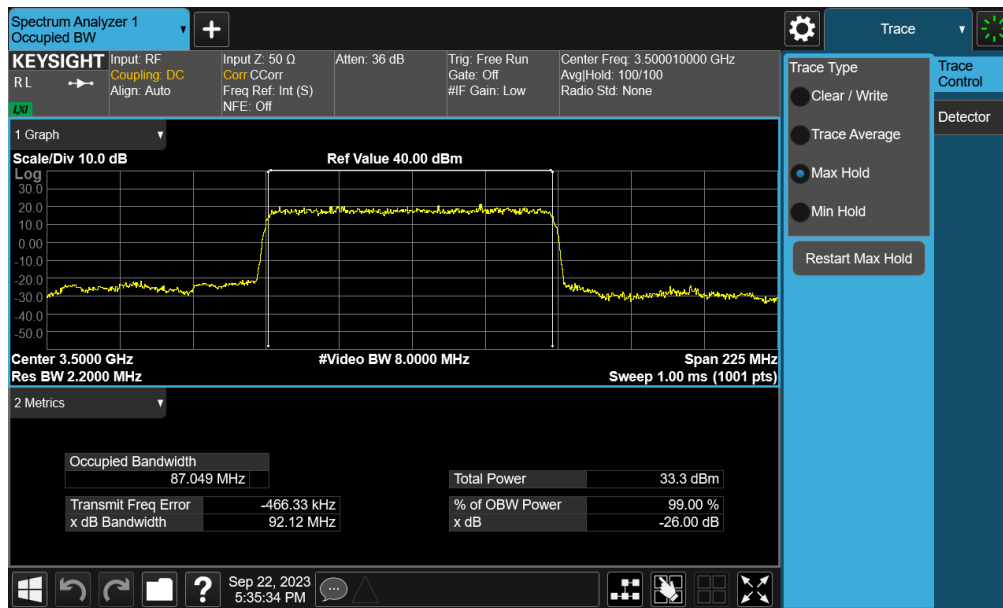 Spectrum Analyzer 1
Occupied BW
Trace
KEYSIGHT
R L
LXI
Input: RF
Coupling: DC
Align: Auto
Input Z: 50 Ω
Corr CCorr
Freq Ref: Int (S)
NFE: Off
Atten: 36 dB
Trig: Free Run
Gate: Off
#IF Gain: Low
Center Freq: 3.500010000 GHz
Avg|Hold: 100/100
Radio Std: None
Trace Type
Clear / Write
Trace Average
Max Hold
Min Hold
Restart Max Hold
Trace
Control
Detector
1 Graph
Scale/Div 10.0 dB
Ref Value 40.00 dBm
Log
30.0
20.0
10.0
0.00
-10.0
-20.0
-30.0
-40.0
-50.0
Center 3.5000 GHz
#Video BW 8.0000 MHz
Span 225 MHz
Res BW 2.2000 MHz
Sweep 1.00 ms (1001 pts)
2 Metrics
Occupied Bandwidth
87.049 MHz
Total Power 33.3 dBm
Transmit Freq Error -466.33 kHz
% of OBW Power 99.00 %
x dB Bandwidth 92.12 MHz
x dB -26.00 dB
?
Sep 22, 2023
5:35:34 PM